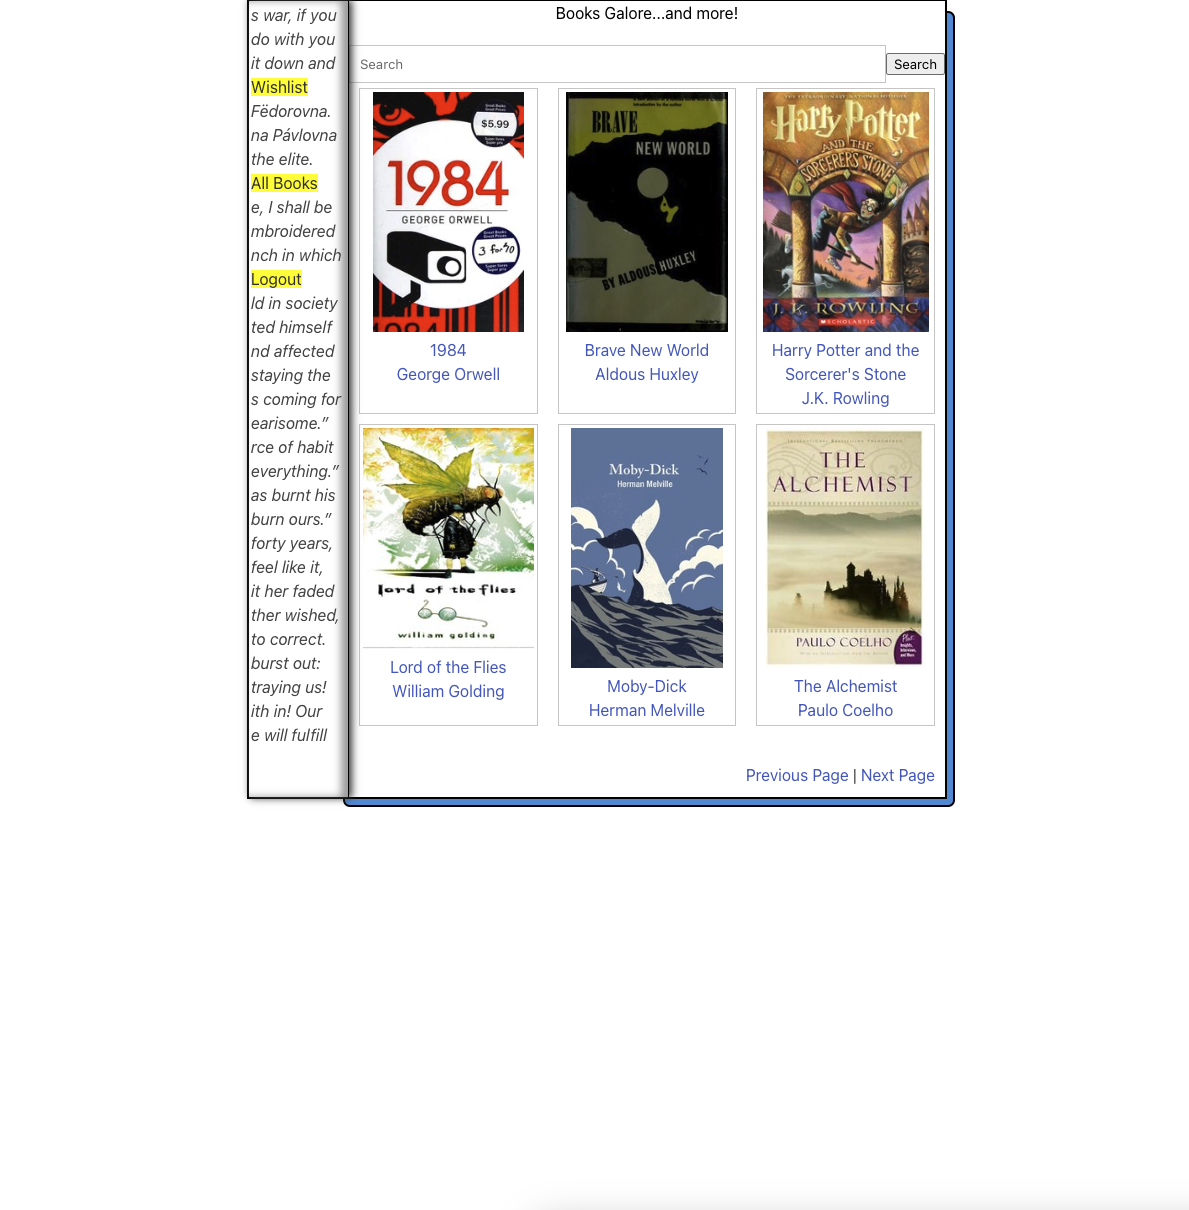 s war, if you
do with you
it down and
Wishlist
Fëdorovna.
na Pávlovna
the elite.
All Books
e, I shall be
mbroidered
nch in which
Logout
ld in society
ted himself
nd affected
staying the
s coming for
earisome.”
rce of habit
everything.”
as burnt his
burn ours.”
forty years,
feel like it,
it her faded
ther wished,
to correct.
burst out:
traying us!
ith in! Our
e will fulfill
Books Galore...and more!
Search
Search
$5.99
1984
GEORGE ORWELL
3 for $10
1984
1984
George Orwell
BRAVE
NEW WORLD
BY ALDOUS HUXLEY
Brave New World
Aldous Huxley
Harry Potter
AND THE
SORCERER'S STONE
J. K. ROWLING
SCHOLASTIC
Harry Potter and the
Sorcerer's Stone
J.K. Rowling
lord of the flies
william golding
Lord of the Flies
William Golding
Moby-Dick
Herman Melville
Moby-Dick
Herman Melville
INTERNATIONAL BESTSELLING PHENOMENON
THE
ALCHEMIST
PAULO COELHO
Plus
The Alchemist
Paulo Coelho
Previous Page | Next Page